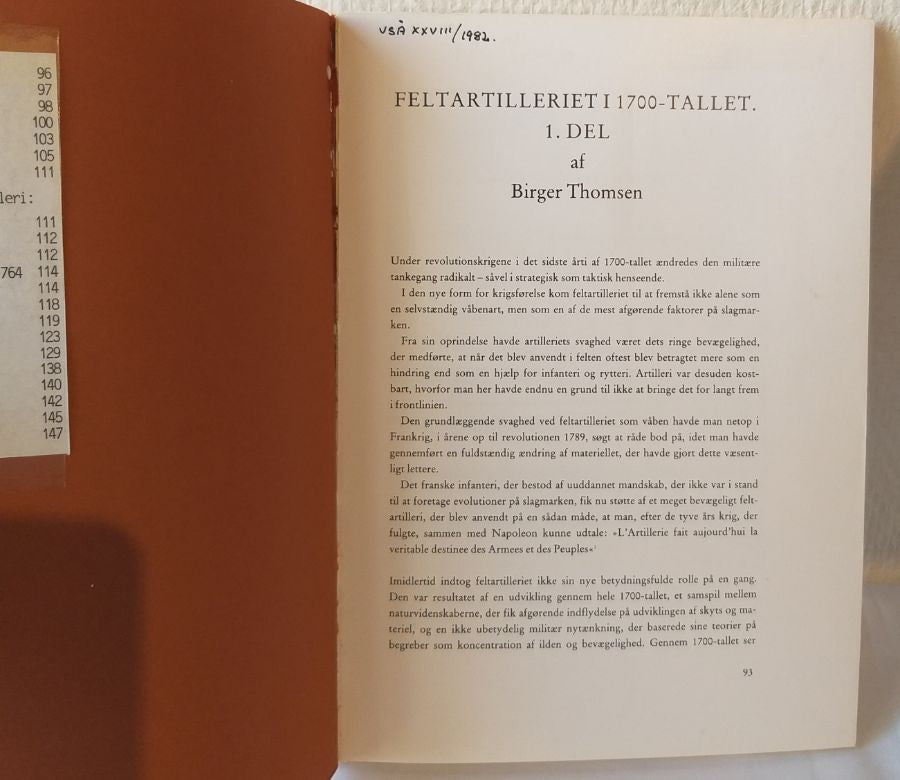 96
97
98
100
103
105
111
leri:
111
112
112
764 114
114
118
119
123
129
138
140
142
145
147
VSÅ XXVIII/1982.
FELTARTILLERIET I 1700-TALLET.
1. DEL
af
Birger Thomsen
Under revolutionskrigene i det sidste årti af 1700-tallet ændredes den militære
tankegang radikalt – såvel i strategisk som taktisk henseende.
I den nye form for krigsførelse kom feltartilleriet til at fremstå ikke alene som
en selvstændig våbenart, men som en af de mest afgørende faktorer på slagmar-
ken.
Fra sin oprindelse havde artilleriets svaghed været dets ringe bevægelighed,
der medførte, at når det blev anvendt i felten oftest blev betragtet mere som en
hindring end som en hjælp for infanteri og rytteri. Artilleri var desuden kost-
bart, hvorfor man her havde endnu en grund til ikke at bringe det for langt frem
i frontlinien.
Den grundlæggende svaghed ved feltartilleriet som våben havde man netop i
Frankrig, i årene op til revolutionen 1789, søgt at råde bod på, idet man havde
gennemført en fuldstændig ændring af materiellet, der havde gjort dette væsent-
ligt lettere.
Det franske infanteri, der bestod af uuddannet mandskab, der ikke var i stand
til at foretage evolutioner på slagmarken, fik nu støtte af et meget bevægeligt felt-
artilleri, der blev anvendt på en sådan måde, at man, efter de tyve års krig, der
fulgte, sammen med Napoleon kunne udtale: »L'Artillerie fait aujourd'hui la
veritable destinee des Armees et des Peuples«¹
Imidlertid indtog feltartilleriet ikke sin nye betydningsfulde rolle på en gang.
Den var resultatet af en udvikling gennem hele 1700-tallet, et samspil mellem
naturvidenskaberne, der fik afgørende indflydelse på udviklingen af skyts og ma-
teriel, og en ikke ubetydelig militær nytænkning, der baserede sine teorier på
begreber som koncentration af ilden og bevægelighed. Gennem 1700-tallet ser
93